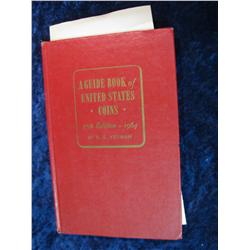 A GUIDE BOOK of
UNITED STATES
• COINS •
17th Edition - 1964
BY R. S. YEOMAN